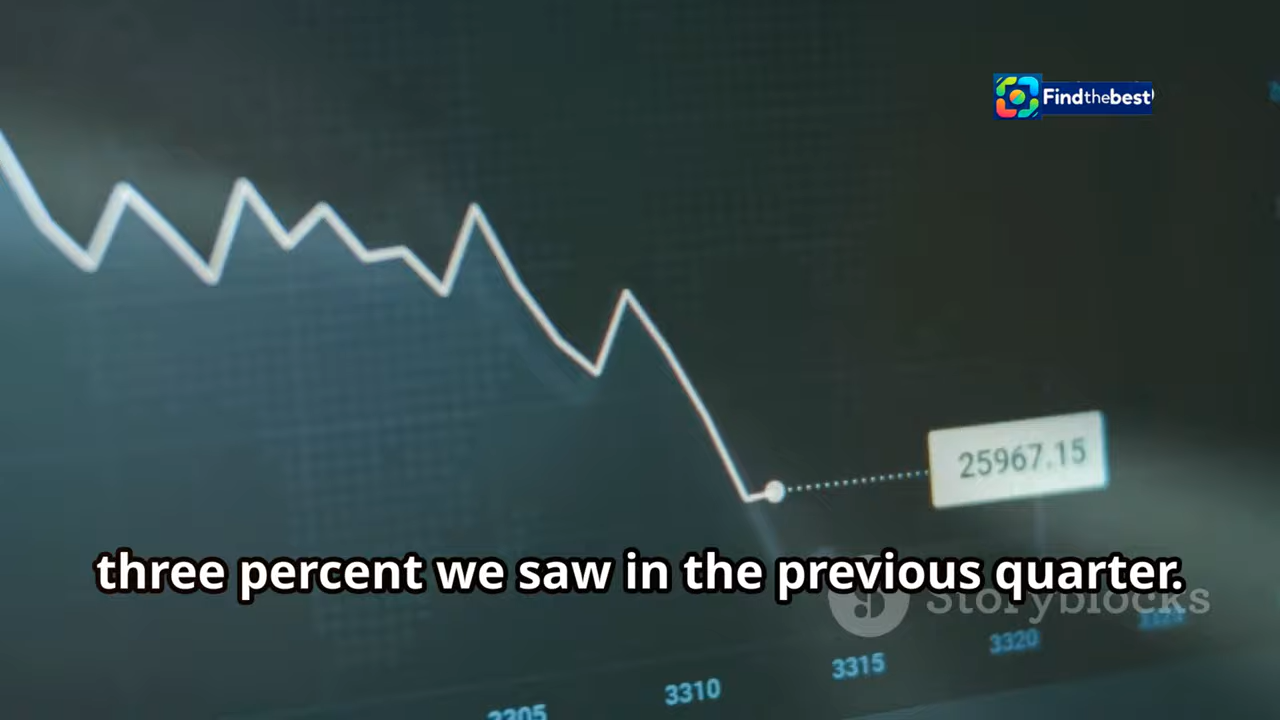 Findthebest
25967.15
three percent we saw in the previous quarter.
Storyblocks
3320
3315
3310
3305